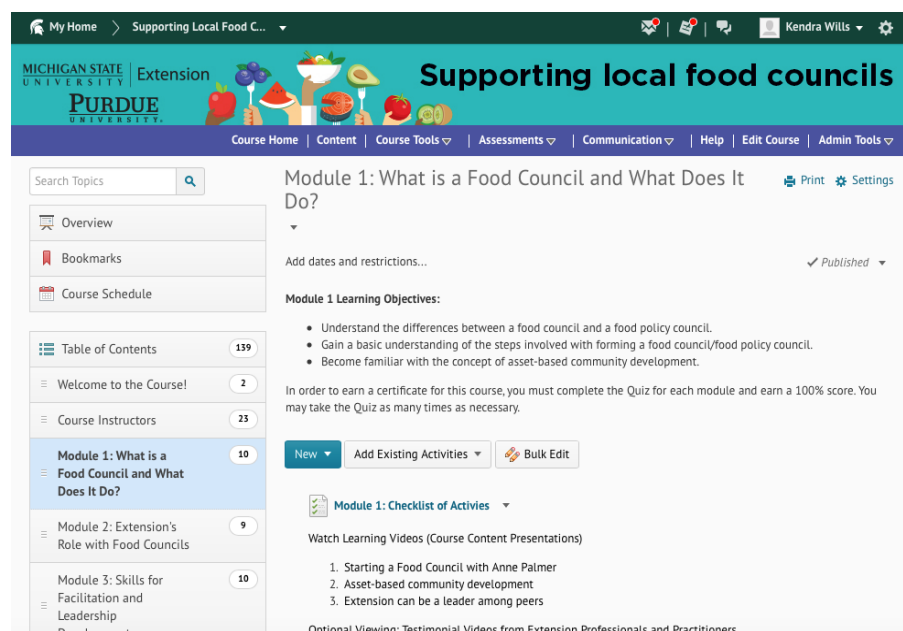 My Home
Supporting Local Food C...
Kendra Wills
MICHIGAN STATE
UNIVERSITY
Extension
PURDUE
UNIVERSITY.
Supporting local food councils
Course Home | Content | Course Tools | Assessments | Communication | Help | Edit Course | Admin Tools
Search Topics
Overview
Bookmarks
Course Schedule
Table of Contents 139
Welcome to the Course! 2
Course Instructors 23
Module 1: What is a 10
Food Council and What
Does It Do?
Module 2: Extension's 9
Role with Food Councils
Module 3: Skills for 10
Facilitation and
Leadership
Module 1: What is a Food Council and What Does It
Do?
Print
Settings
Add dates and restrictions...
Published
Module 1 Learning Objectives:
• Understand the differences between a food council and a food policy council.
• Gain a basic understanding of the steps involved with forming a food council/food policy council.
• Become familiar with the concept of asset-based community development.
In order to earn a certificate for this course, you must complete the Quiz for each module and earn a 100% score. You
may take the Quiz as many times as necessary.
New
Add Existing Activities
Bulk Edit
Module 1: Checklist of Activies
Watch Learning Videos (Course Content Presentations)
1. Starting a Food Council with Anne Palmer
2. Asset-based community development
3. Extension can be a leader among peers
Optional Viewing: Testimonial Videos from Extension Professionals and Practitioners